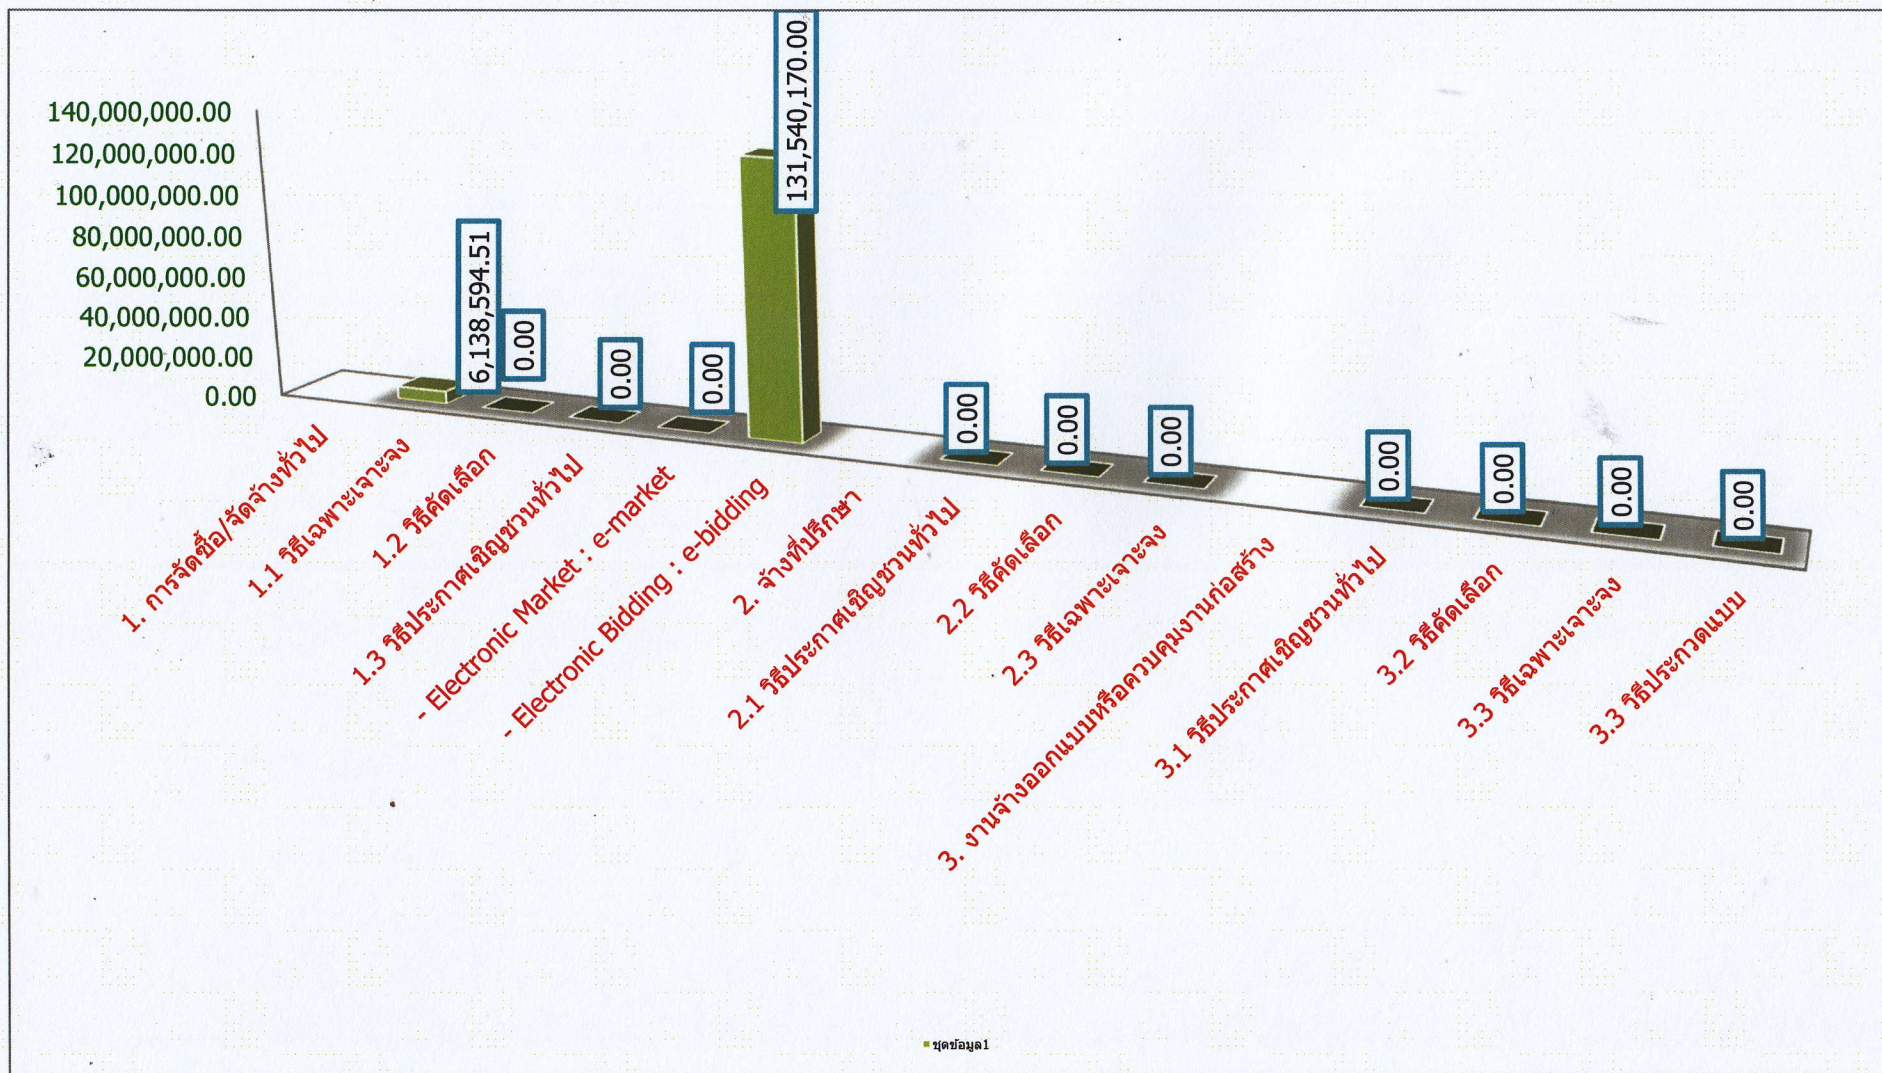 140,000,000.00
120,000,000.00
100,000,000.00
80,000,000.00
60,000,000.00
40,000,000.00
20,000,000.00
0.00
6,138,594.51
0.00
0.00
0.00
131,540,170.00
0.00
0.00
0.00
0.00
0.00
0.00
0.00
1. การจัดซื้อ/จัดจ้างทั่วไป
1.1 วิธีเฉพาะเจาะจง
1.2 วิธีคัดเลือก
1.3 วิธีประกาศเชิญชวนทั่วไป
- Electronic Market : e-market
- Electronic Bidding : e-bidding
2. จ้างที่ปรึกษา
2.1 วิธีประกาศเชิญชวนทั่วไป
2.2 วิธีคัดเลือก
2.3 วิธีเฉพาะเจาะจง
3. งานจ้างออกแบบหรือควบคุมงานก่อสร้าง
3.1 วิธีประกาศเชิญชวนทั่วไป
3.2 วิธีคัดเลือก
3.3 วิธีเฉพาะเจาะจง
3.3 วิธีประกวดแบบ
ชุดข้อมูล1